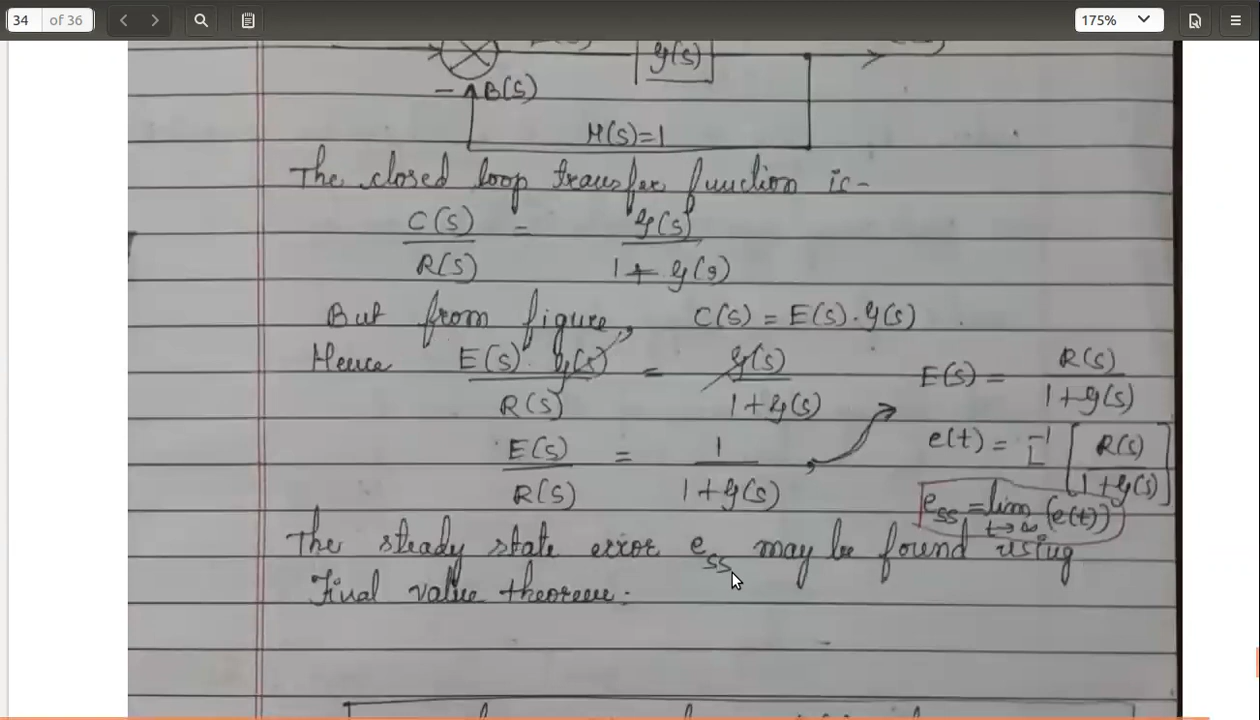 34 of 36
175%
G(s)
- B(S)
H(S)=1
The closed loop transfer function is-
C(S) = G(s)
R(S) 1+ G(s)
But from figure, C(S) = E(S).G(s)
Hence E(S). G(s) = G(s)
R(S) 1+G(s)
E(S) = R(S)
1+G(s)
E(S) = 1
R(S) 1+G(s)
e(t) = L⁻¹ [ R(S)
1+G(s) ]
ess = lim (e(t))
t→∞
The steady state error ess may be found using
Final value theorem.